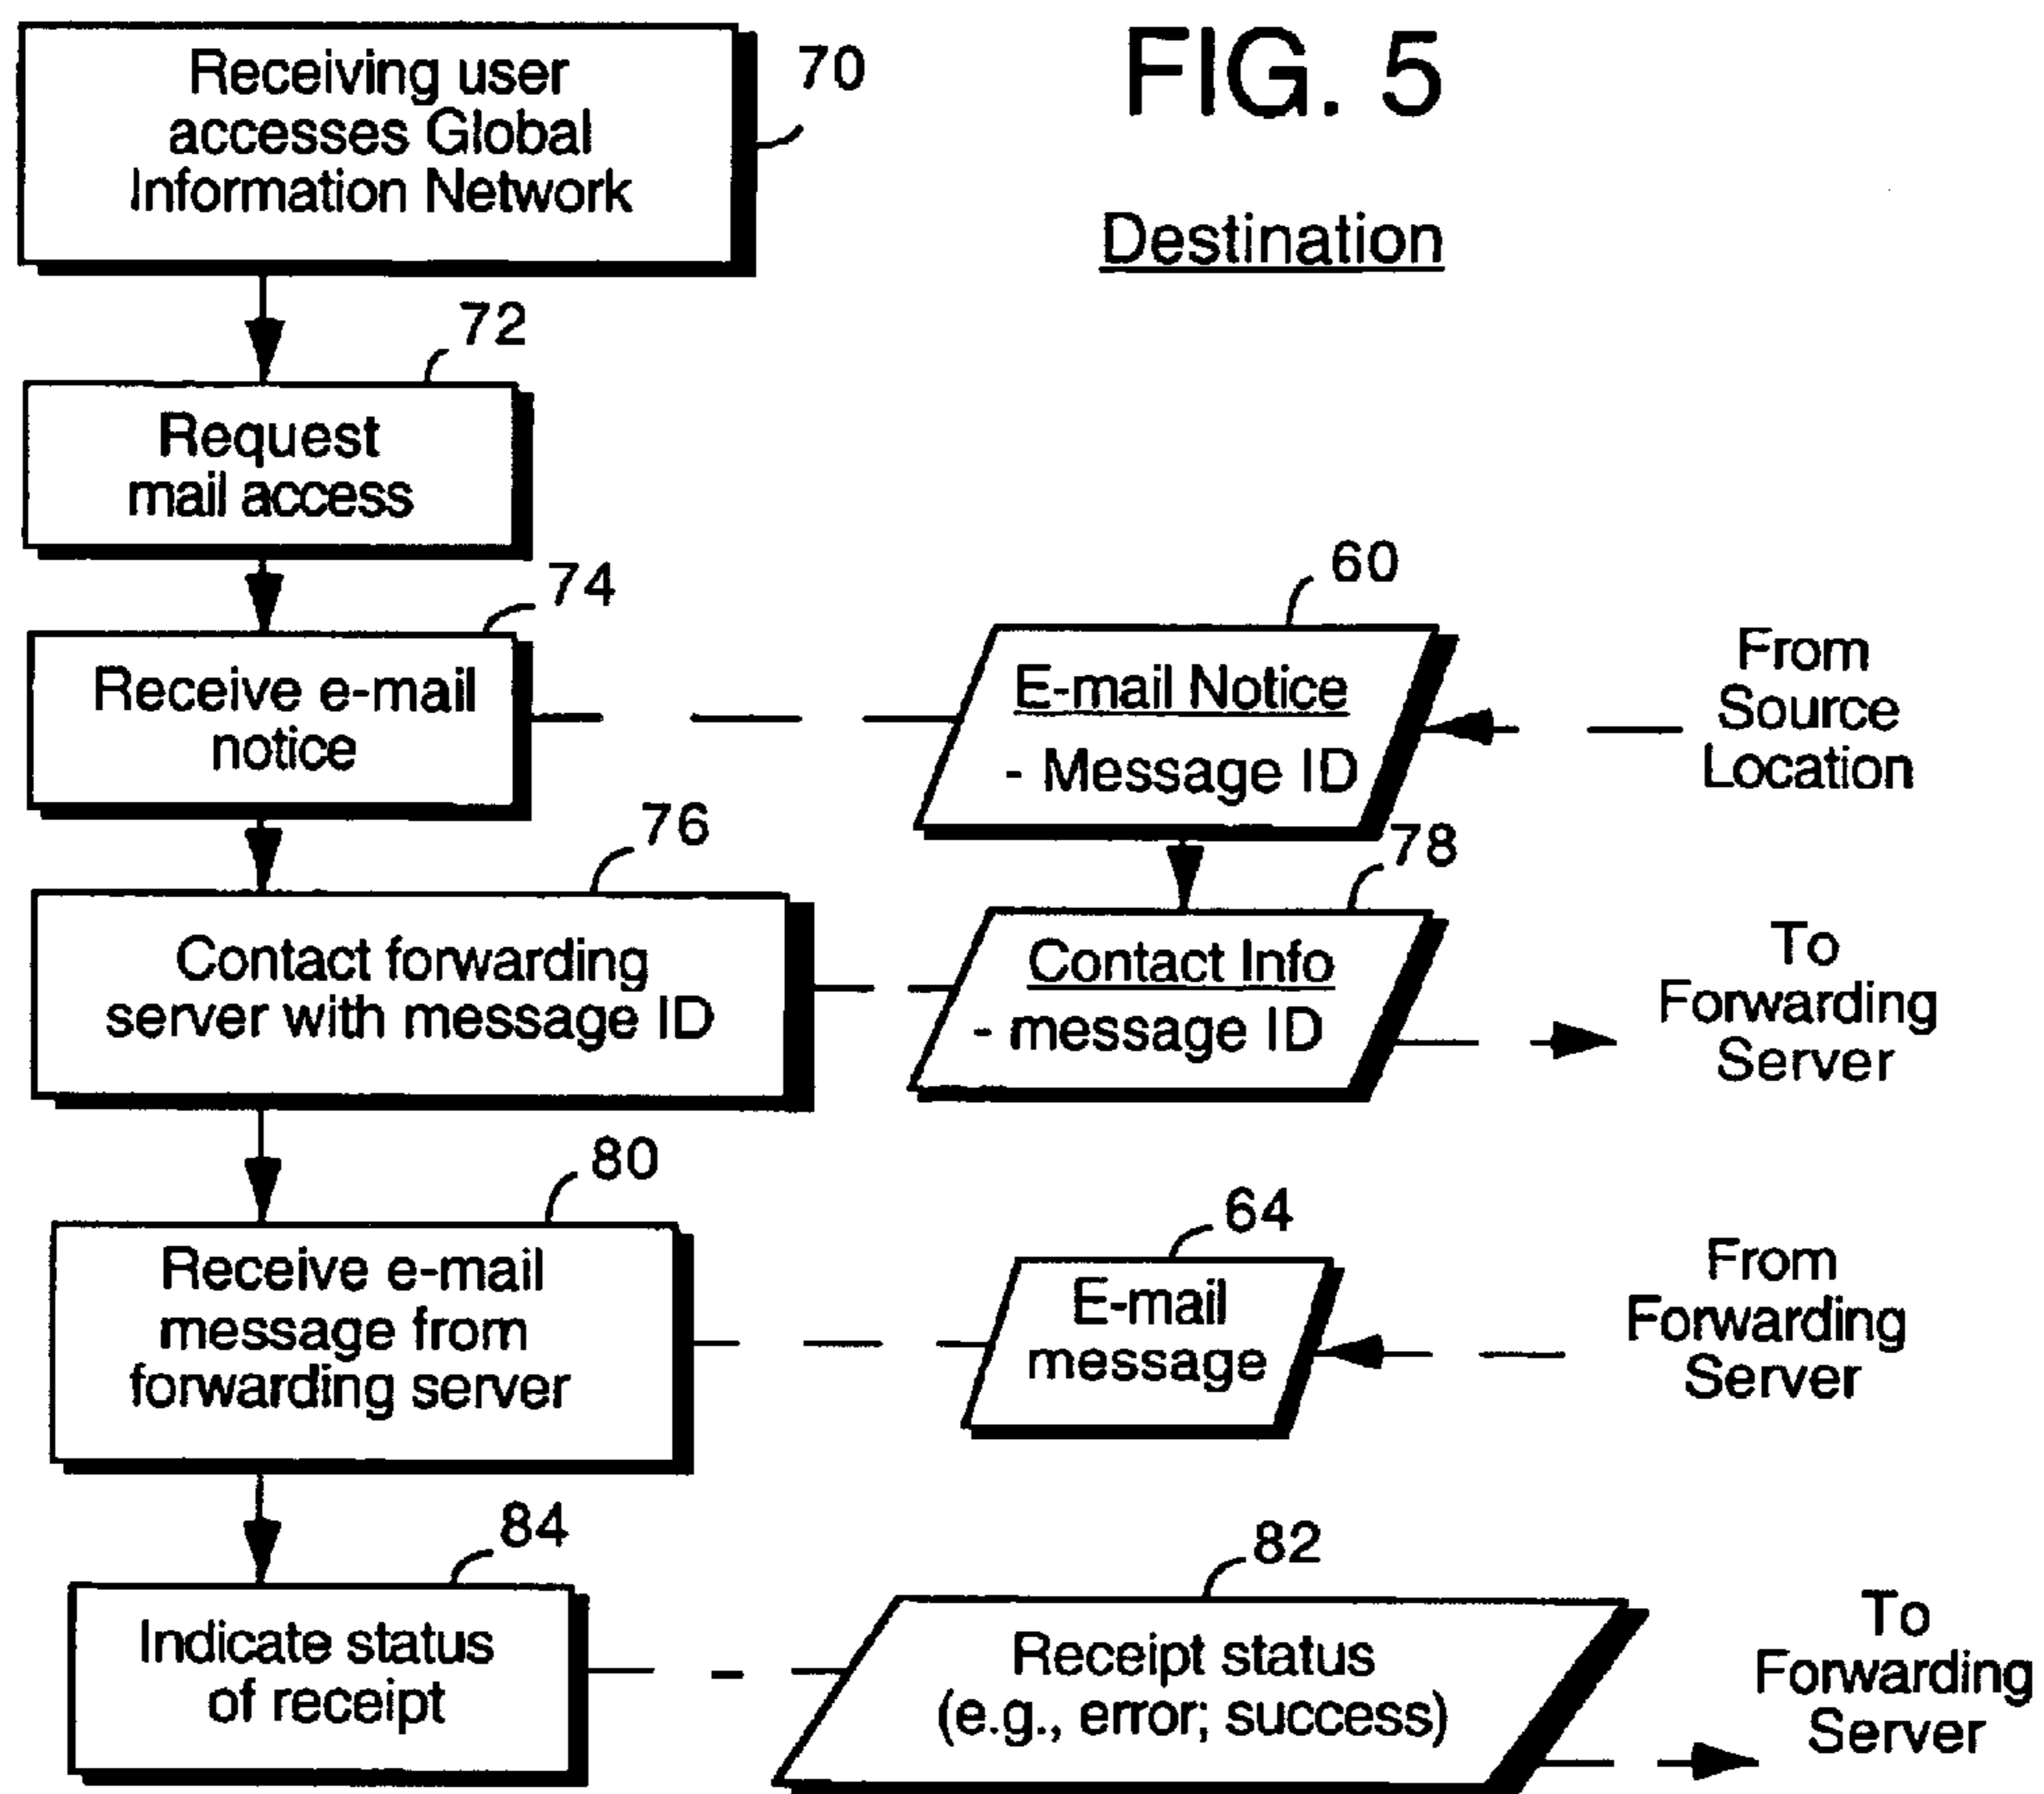 FIG. 5
Destination
Receiving user
accesses Global
Information Network
70
72
Request
mail access
74
Receive e-mail
notice
60
E-mail Notice
- Message ID
From
Source
Location
76
Contact forwarding
server with message ID
78
Contact Info
- message ID
To
Forwarding
Server
80
Receive e-mail
message from
forwarding server
64
E-mail
message
From
Forwarding
Server
84
Indicate status
of receipt
82
Receipt status
(e.g., error; success)
To
Forwarding
Server